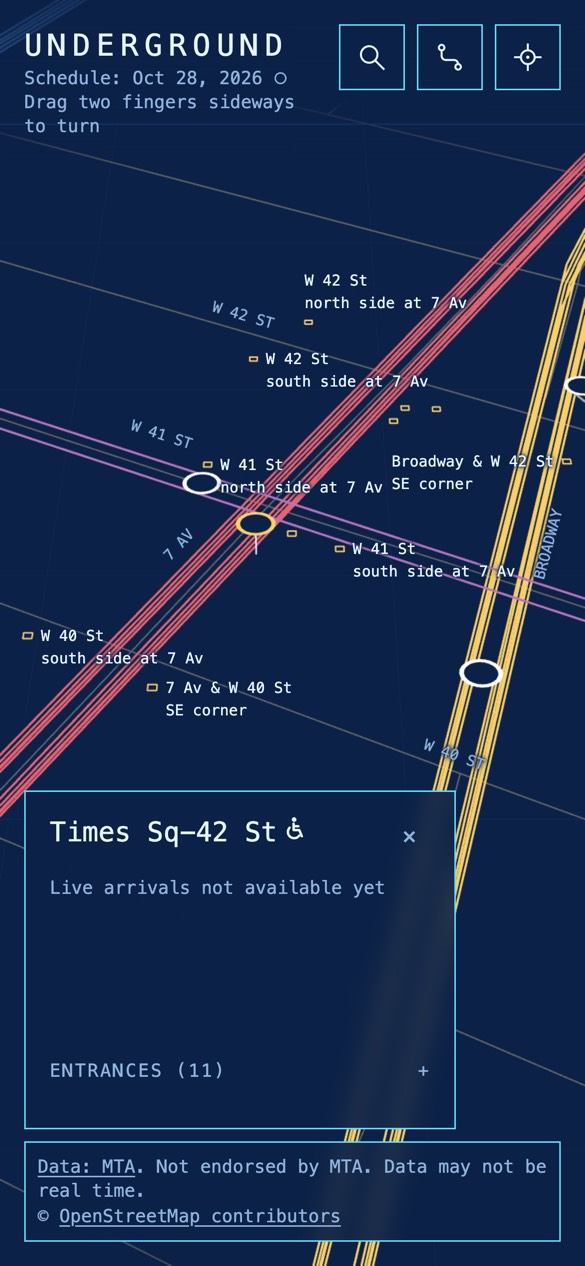 UNDERGROUND
Schedule: Oct 28, 2026
Drag two fingers sideways
to turn
W 42 St
north side at 7 Av
W 42 ST
W 42 St
south side at 7 Av
W 41 ST
W 41 St
north side at 7 Av
Broadway & W 42 St
SE corner
7 AV
W 41 St
south side at 7 Av
BROADWAY
W 40 St
south side at 7 Av
7 Av & W 40 St
SE corner
W 40 ST
Times Sq-42 St
×
Live arrivals not available yet
ENTRANCES (11) +
Data: MTA. Not endorsed by MTA. Data may not be
real time.
© OpenStreetMap contributors